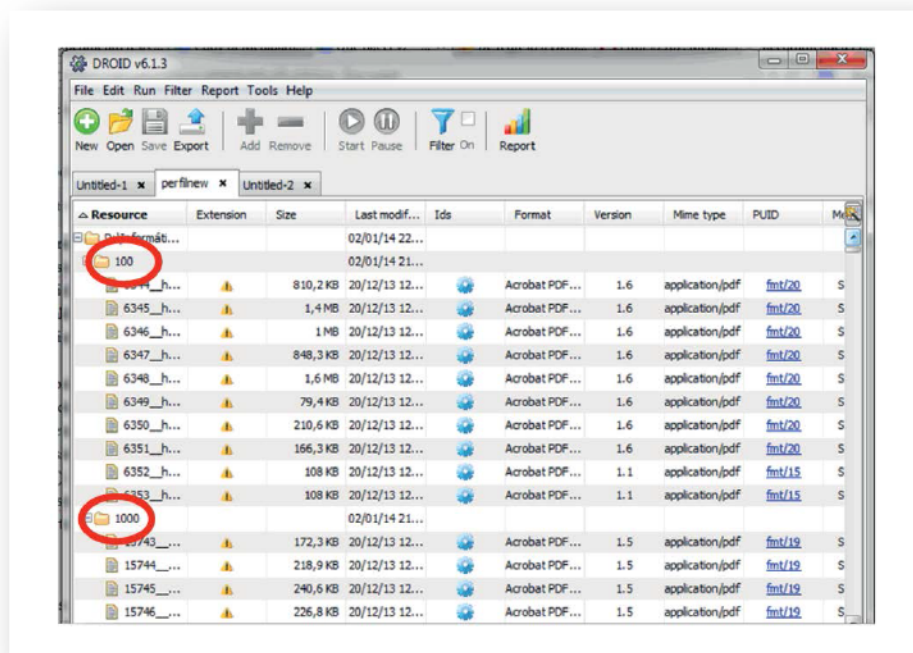 DROID v6.1.3
File Edit Run Filter Report Tools Help
New Open Save Export Add Remove Start Pause Filter On Report
Untitled-1 x perfilnew x Untitled-2 x
Resource Extension Size Last modif... Ids Format Version Mime type PUID
02/01/14 22...
100 02/01/14 21...
810,2 KB 20/12/13 12... Acrobat PDF... 1.6 application/pdf fmt/20 S
6345__h... 1,4 MB 20/12/13 12... Acrobat PDF... 1.6 application/pdf fmt/20 S
6346__h... 1 MB 20/12/13 12... Acrobat PDF... 1.6 application/pdf fmt/20 S
6347__h... 848,3 KB 20/12/13 12... Acrobat PDF... 1.6 application/pdf fmt/20 S
6348__h... 1,6 MB 20/12/13 12... Acrobat PDF... 1.6 application/pdf fmt/20 S
6349__h... 79,4 KB 20/12/13 12... Acrobat PDF... 1.6 application/pdf fmt/20 S
6350__h... 210,6 KB 20/12/13 12... Acrobat PDF... 1.6 application/pdf fmt/20 S
6351__h... 166,3 KB 20/12/13 12... Acrobat PDF... 1.6 application/pdf fmt/20 S
6352__h... 108 KB 20/12/13 12... Acrobat PDF... 1.1 application/pdf fmt/15 S
6353__h... 108 KB 20/12/13 12... Acrobat PDF... 1.1 application/pdf fmt/15 S
1000 02/01/14 21...
15743__... 172,3 KB 20/12/13 12... Acrobat PDF... 1.5 application/pdf fmt/19 S
15744__... 218,9 KB 20/12/13 12... Acrobat PDF... 1.5 application/pdf fmt/19 S
15745__... 240,6 KB 20/12/13 12... Acrobat PDF... 1.5 application/pdf fmt/19 S
15746__... 226,8 KB 20/12/13 12... Acrobat PDF... 1.5 application/pdf fmt/19 S